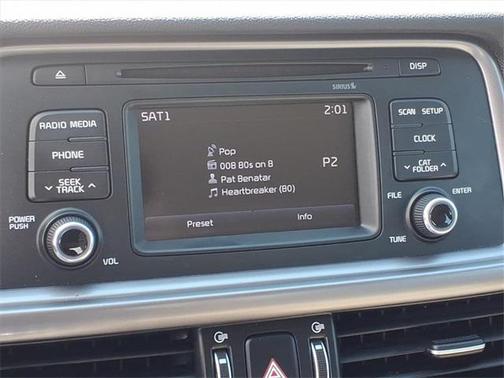 DISP
SIRIUS
SAT1 2:01
Pop
008 80s on 8
Pat Benatar
Heartbreaker (80)
P2
Preset Info
RADIO MEDIA
PHONE
SEEK
TRACK
POWER
PUSH
VOL
SCAN SETUP
CLOCK
CAT
FOLDER
FILE ENTER
TUNE